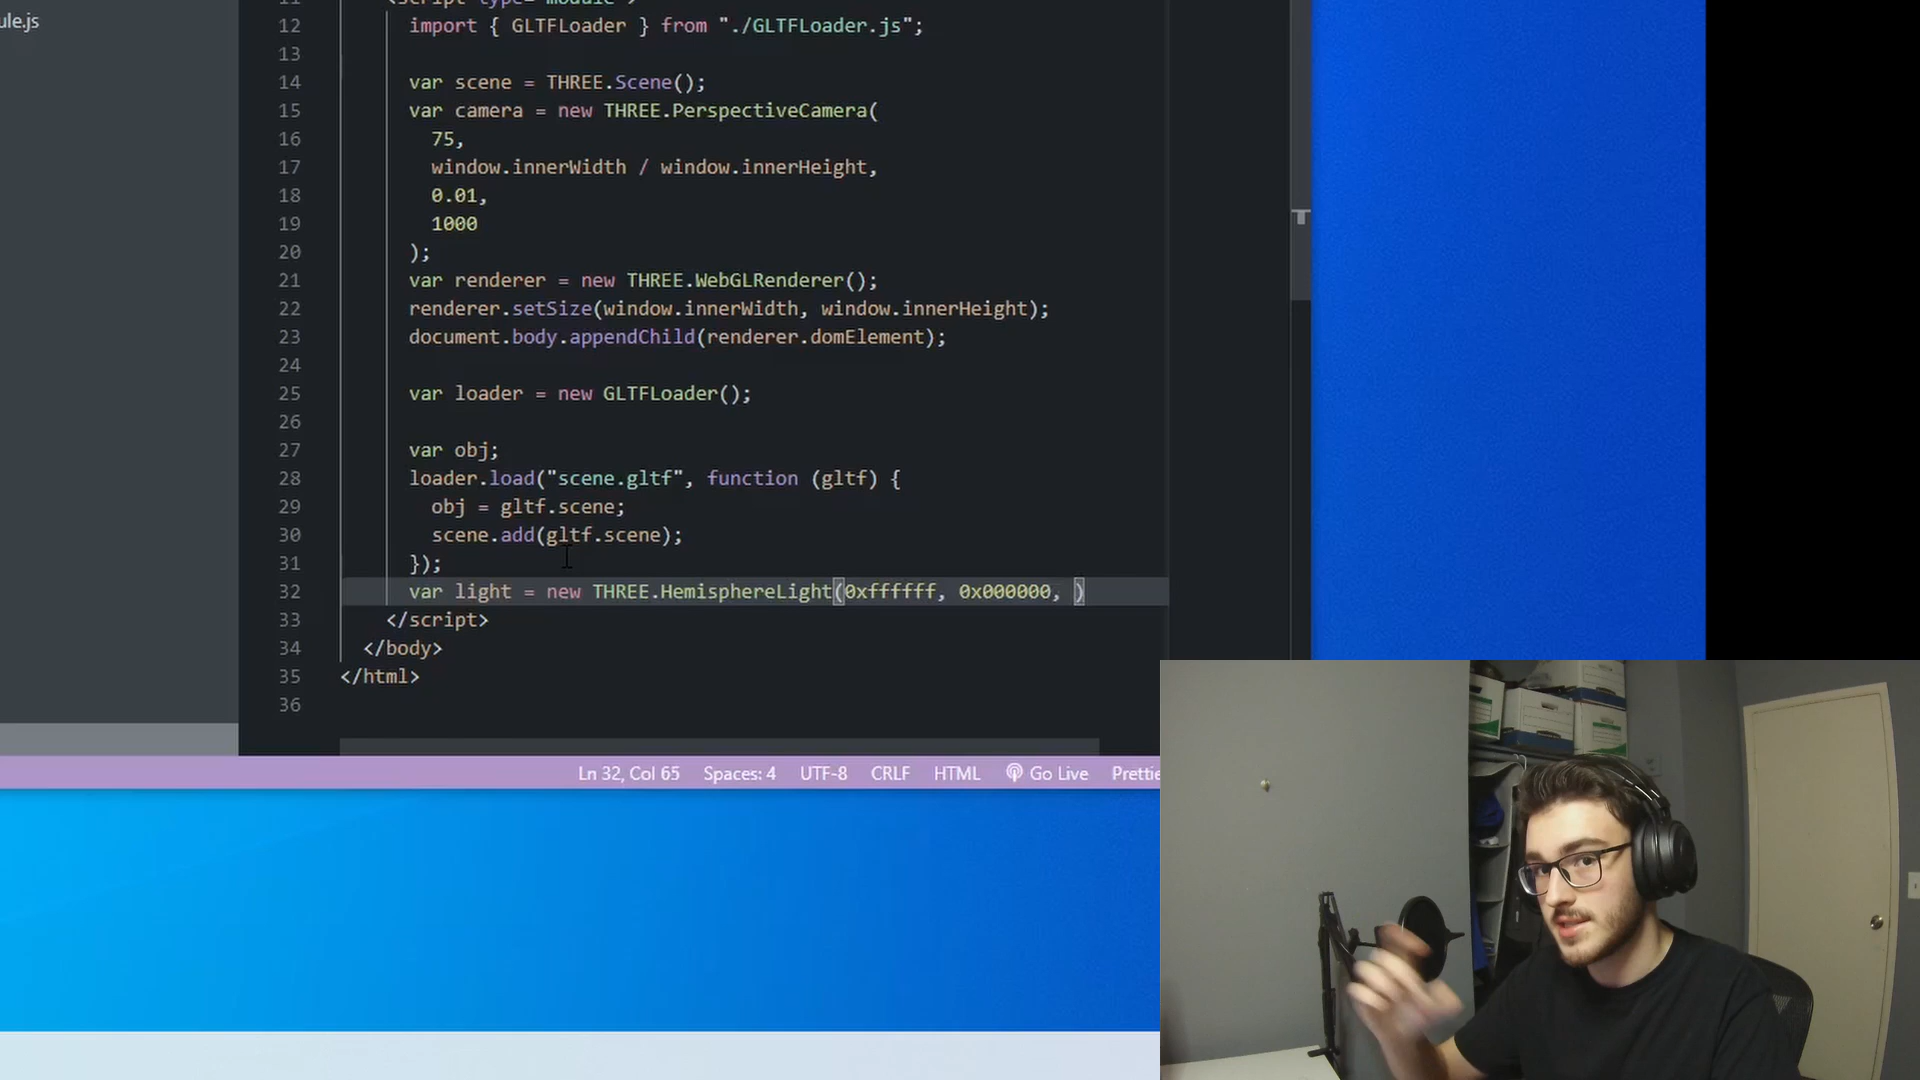 ule.js
11 <script type="module">
12 import { GLTFLoader } from "./GLTFLoader.js";
13
14 var scene = THREE.Scene();
15 var camera = new THREE.PerspectiveCamera(
16 75,
17 window.innerWidth / window.innerHeight,
18 0.01,
19 1000
20 );
21 var renderer = new THREE.WebGLRenderer();
22 renderer.setSize(window.innerWidth, window.innerHeight);
23 document.body.appendChild(renderer.domElement);
24
25 var loader = new GLTFLoader();
26
27 var obj;
28 loader.load("scene.gltf", function (gltf) {
29 obj = gltf.scene;
30 scene.add(gltf.scene);
31 });
32 var light = new THREE.HemisphereLight(0xffffff, 0x000000, )
33 </script>
34 </body>
35 </html>
36
Ln 32, Col 65 Spaces: 4 UTF-8 CRLF HTML Go Live Prettie